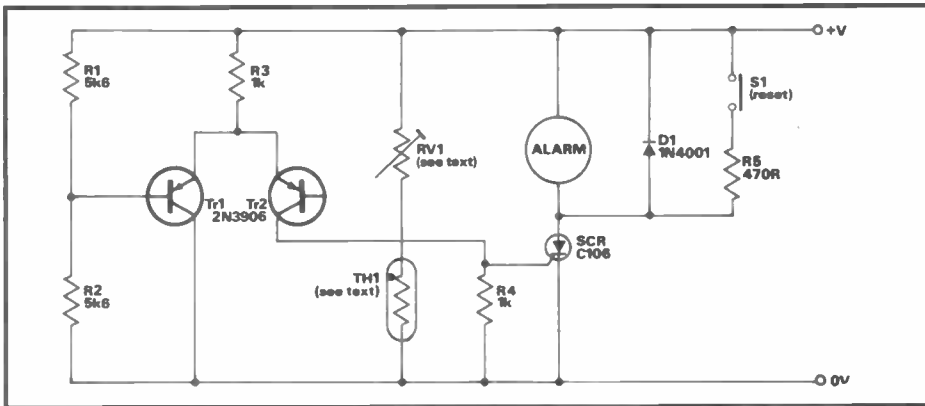 +V
R1
5k6
R3
1k
S1
(reset)
RV1
(see text)
ALARM
D1
1N4001
R5
470R
Tr1
Tr2
2N3906
SCR
C106
R2
5k6
TH1
(see text)
R4
1k
0V